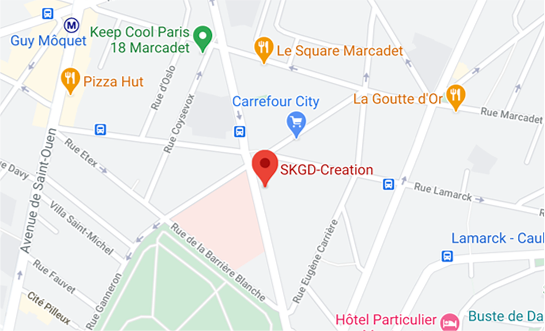 M
Guy Môquet
Keep Cool Paris
18 Marcadet
Le Square Marcadet
Pizza Hut
Rue d'Oslo
Carrefour City
La Goutte d'Or
Rue Marcadet
Rue Coysevox
Rue Etex
SKGD-Creation
Rue Lamarck
Rue Davy
Avenue de Saint-Ouen
Villa Saint-Michel
Rue de la Barrière Blanche
Rue Eugène Carrière
Lamarck - Caul
Rue Fauvet
Rue Ganneron
Cité Pilleux
Hôtel Particulier
Buste de Da